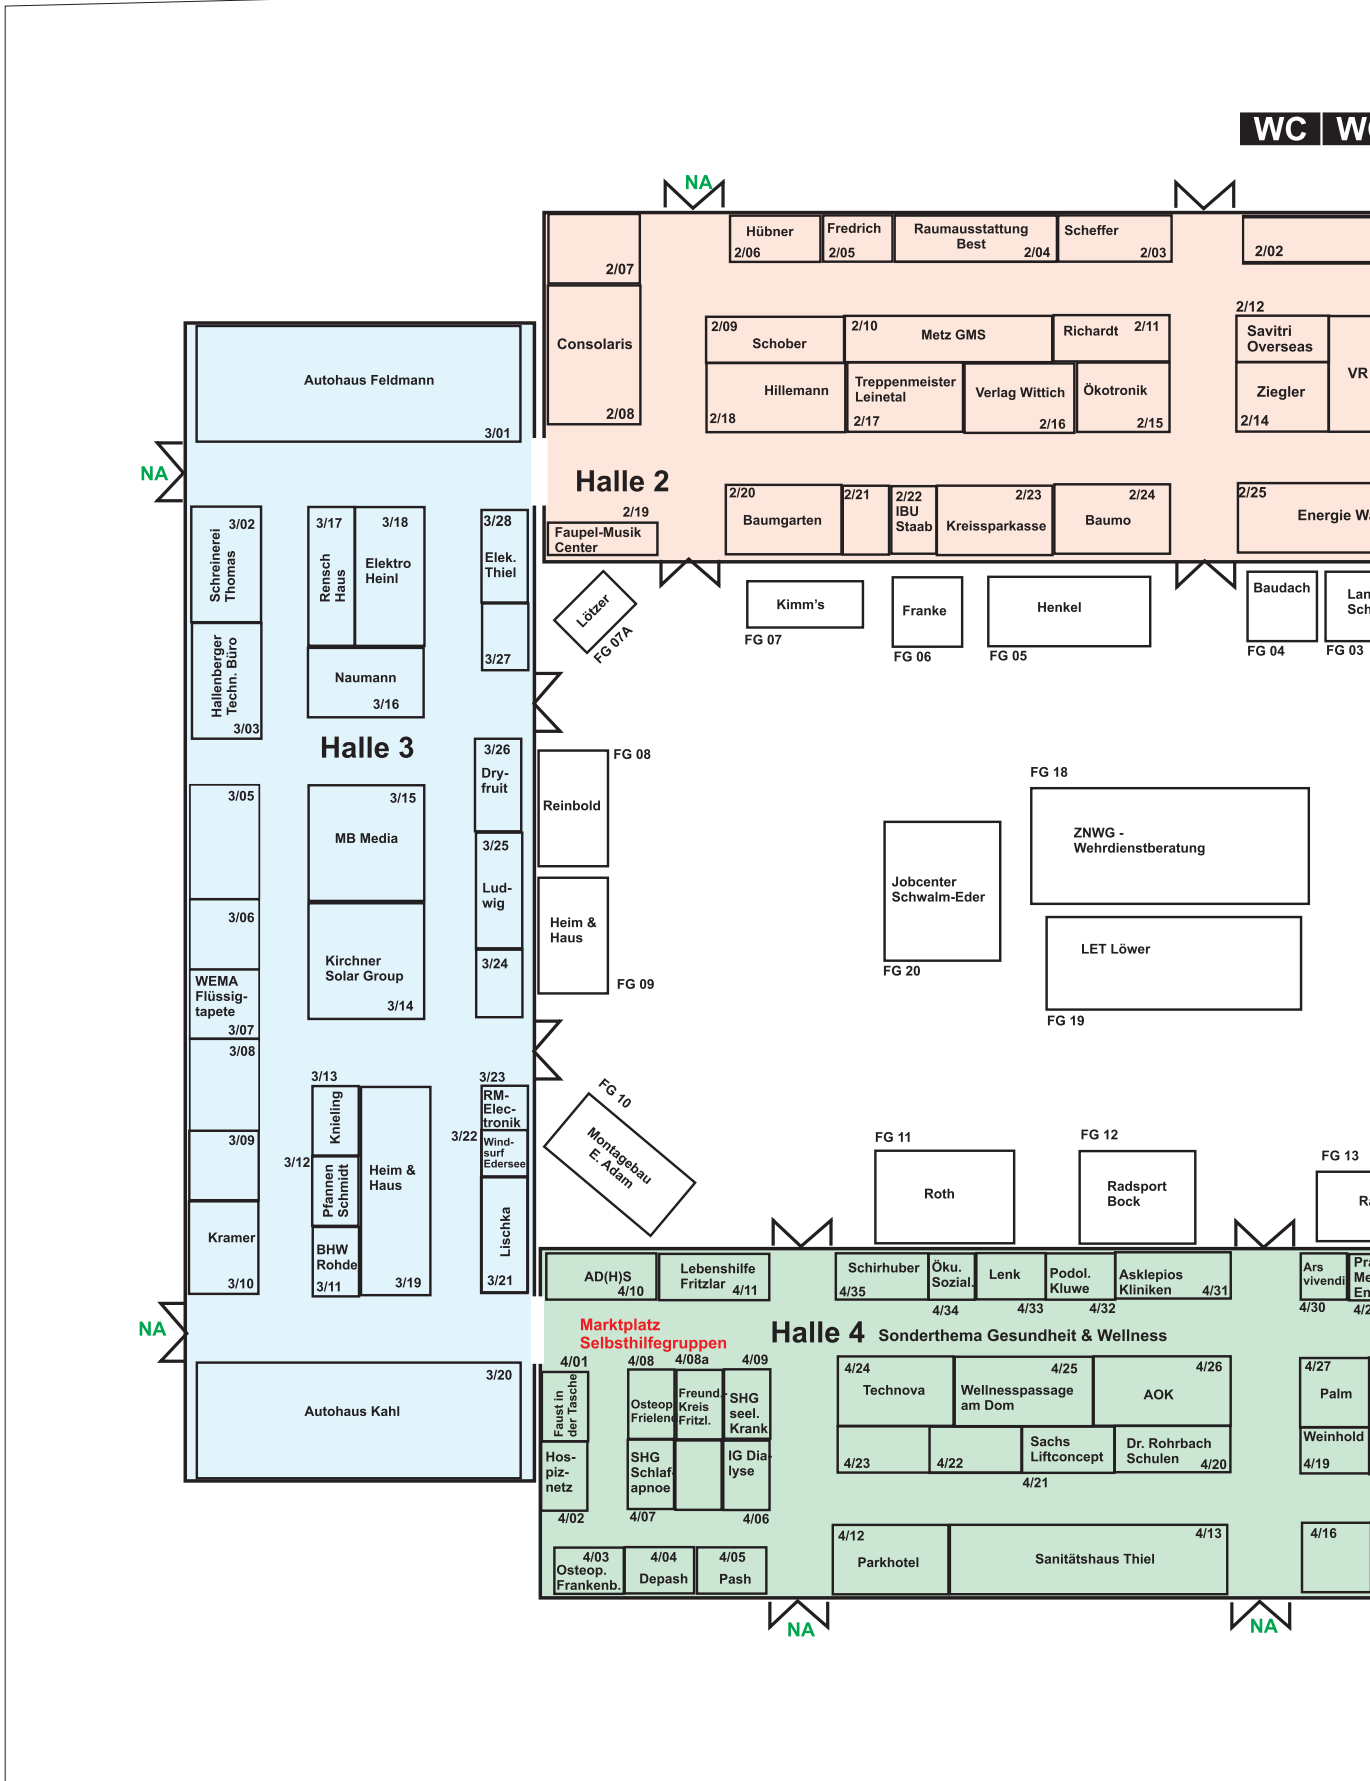 WC
NA
2/07
Consolaris
2/08
Hübner
2/06
Fredrich
2/05
Raumausstattung
Best
2/04
Scheffer
2/03
2/02
2/09
Schober
2/10
Metz GMS
Richardt 2/11
2/12
Savitri
Overseas
VR
Hillemann
2/18
Treppenmeister
Leinetal
2/17
Verlag Wittich
2/16
Ökotronik
2/15
Ziegler
2/14
Halle 2
2/19
Faupel-Musik
Center
2/20
Baumgarten
2/21
2/22
IBU
Staab
2/23
Kreissparkasse
2/24
Baumo
2/25
Energie
Autohaus Feldmann
3/01
NA
3/02
Schreinerei
Thomas
Hallenberger
Techn. Büro
3/03
3/17
Rensch
Haus
3/18
Elektro
Heinl
Naumann
3/16
3/28
Elek.
Thiel
3/27
Halle 3
3/05
3/06
WEMA
Flüssig-
tapete
3/07
3/08
3/09
Kramer
3/10
3/15
MB Media
Kirchner
Solar Group
3/14
3/26
Dry-
fruit
3/25
Lud-
wig
3/24
3/13
Knieling
3/12
Pfannen
Schmidt
BHW
Rohde
3/11
Heim &
Haus
3/19
3/23
RM-
Elec-
tronik
3/22
Wind-
surf
Edersee
Lischka
3/21
NA
3/20
Autohaus Kahl
Lötzer
FG 07A
Kimm's
FG 07
Franke
FG 06
Henkel
FG 05
Baudach
FG 04
FG 03
FG 08
Reinbold
Heim &
Haus
FG 09
FG 18
ZNWG -
Wehrdienstberatung
Jobcenter
Schwalm-Eder
FG 20
LET Löwer
FG 19
FG 10
Montagebau
E. Adam
FG 11
Roth
FG 12
Radsport
Bock
FG 13
AD(H)S
4/10
Lebenshilfe
Fritzlar 4/11
Schirhuber
4/35
Öku.
Sozial.
4/34
Lenk
4/33
Podol.
Kluwe
4/32
Asklepios
Kliniken 4/31
Ars
vivendi
4/30
Marktplatz
Selbsthilfegruppen
Halle 4 Sonderthema Gesundheit & Wellness
4/01
Faust in
der Tasche
Hos-
piz-
netz
4/02
4/08
Osteop.
Frielend
4/08a
Freund.-
Kreis
Fritzl.
4/09
SHG
seel.
Krank
SHG
Schlaf-
apnoe
4/07
IG Dia-
lyse
4/06
4/24
Technova
4/25
Wellnesspassage
am Dom
4/26
AOK
4/27
Palm
4/23
4/22
Sachs
Liftconcept
4/21
Dr. Rohrbach
Schulen
4/20
Weinhold
4/19
4/03
Osteop.
Frankenb.
4/04
Depash
4/05
Pash
4/12
Parkhotel
4/13
Sanitätshaus Thiel
4/16
NA
NA